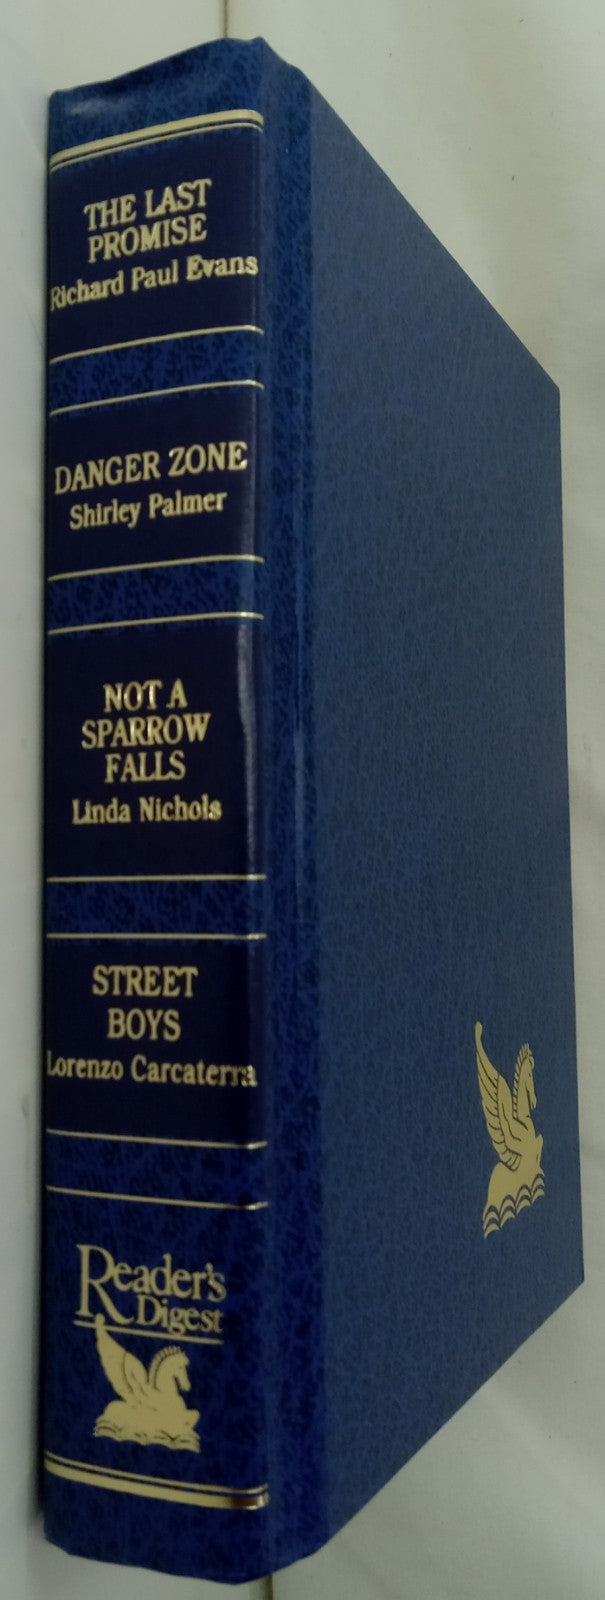 THE LAST
PROMISE
Richard Paul Evans
DANGER ZONE
Shirley Palmer
NOT A
SPARROW
FALLS
Linda Nichols
STREET
BOYS
Lorenzo Carcaterra
Reader's
Digest